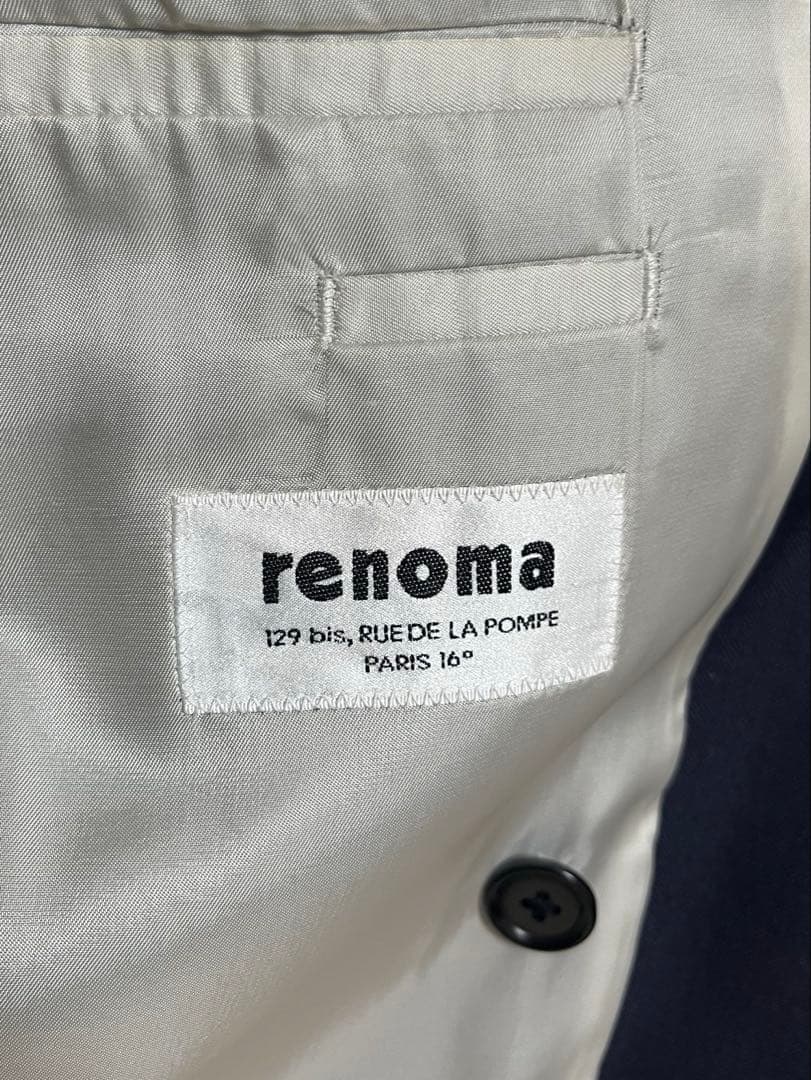 renoma
129 bis, RUE DE LA POMPE
PARIS 16º